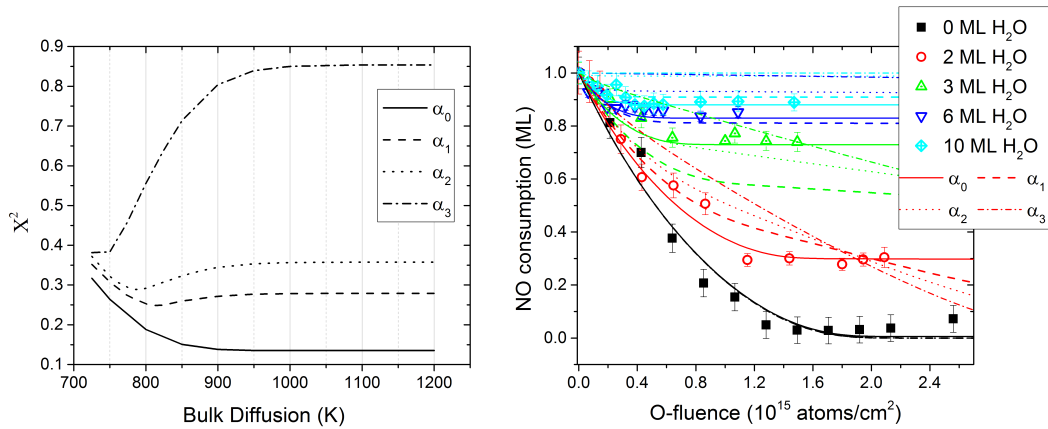 0.9
0.8
0.7
0.6
0.5
0.4
0.3
0.2
0.1
700 800 900 1000 1100 1200
X²
Bulk Diffusion (K)
α₀
α₁
α₂
α₃
1.0
0.8
0.6
0.4
0.2
0.0
0.0 0.4 0.8 1.2 1.6 2.0 2.4
NO consumption (ML)
O-fluence (10¹⁵ atoms/cm²)
0 ML H₂O
2 ML H₂O
3 ML H₂O
6 ML H₂O
10 ML H₂O
α₀ α₁
α₂ α₃